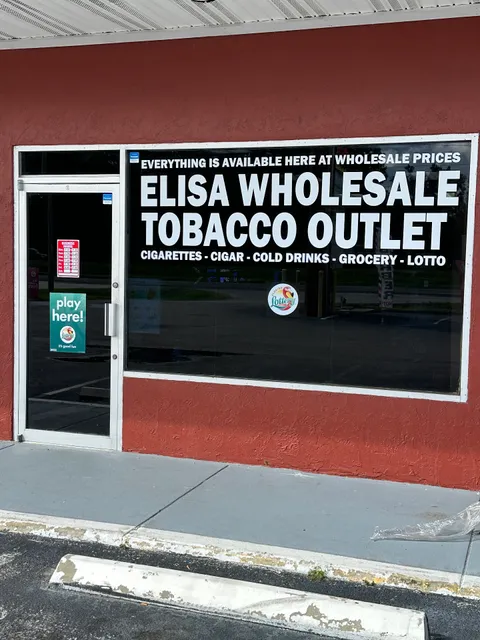 EVERYTHING IS AVAILABLE HERE AT WHOLESALE PRICES
ELISA WHOLESALE
TOBACCO OUTLET
CIGARETTES - CIGAR - COLD DRINKS - GROCERY - LOTTO
Lottery
play
here!